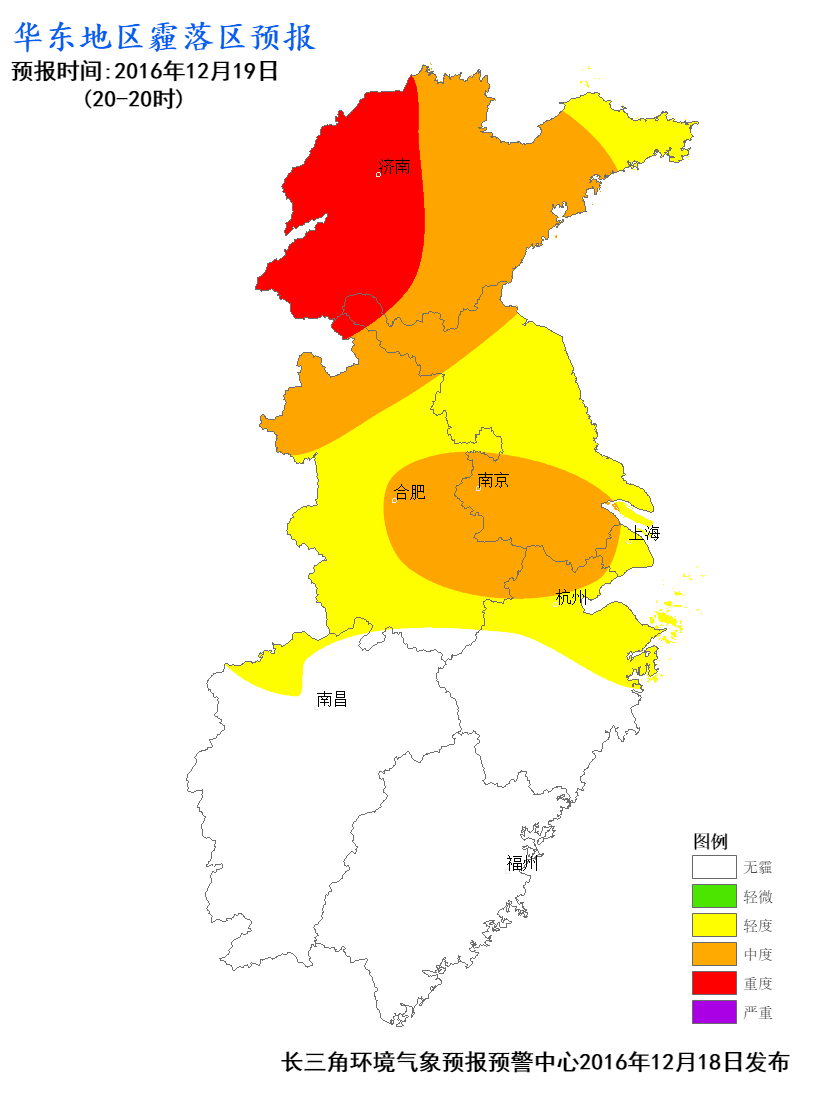 华东地区霾落区预报
预报时间:2016年12月19日
(20-20时)
济南
南京
合肥
上海
杭州
南昌
福州
图例
无霾
轻微
轻度
中度
重度
严重
长三角环境气象预报预警中心2016年12月18日发布